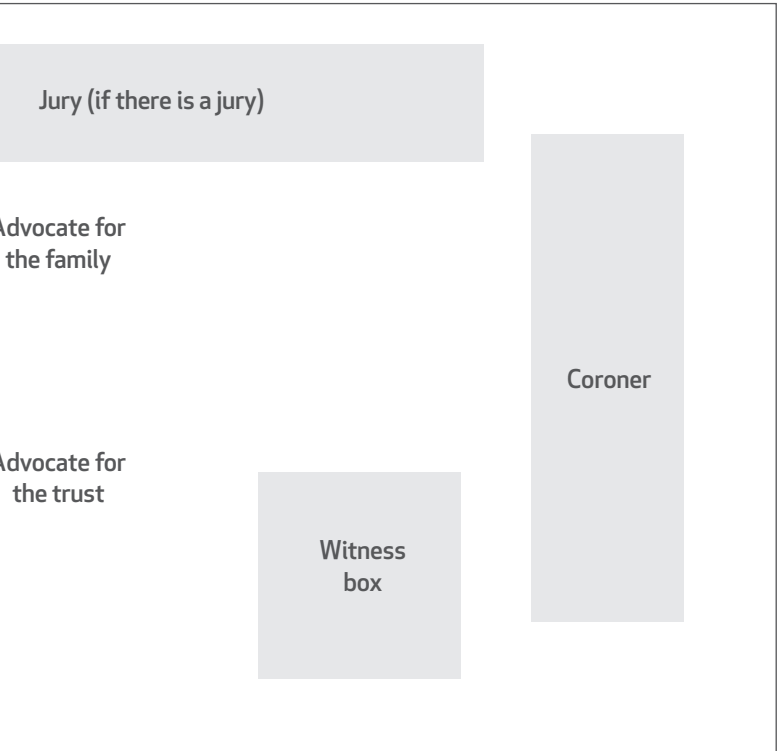 Jury (if there is a jury)
Advocate for
the family
Coroner
Advocate for
the trust
Witness
box